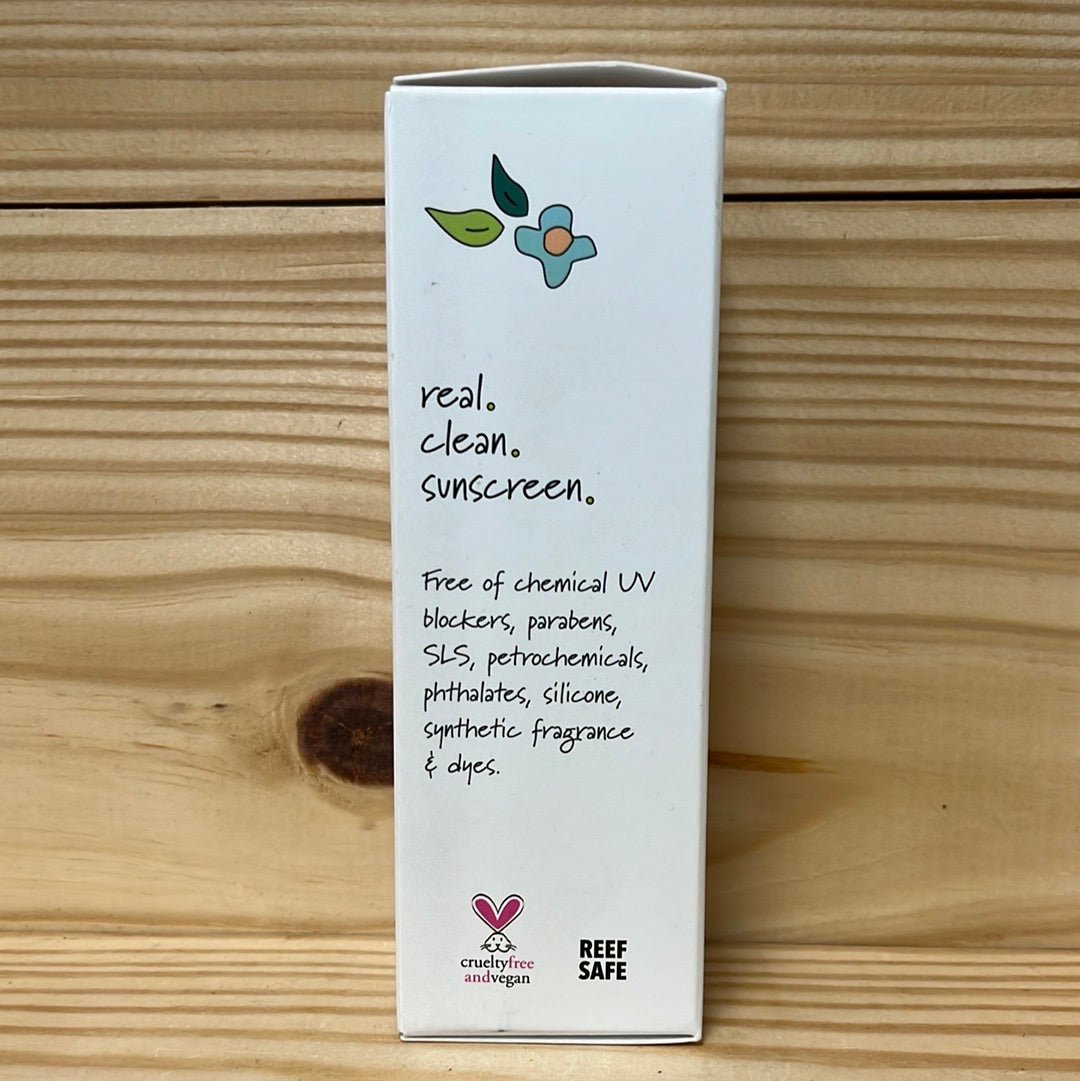 real.
clean.
sunscreen.
Free of chemical UV
blockers, parabens,
SLS, petrochemicals,
phthalates, silicone,
synthetic fragrance
& dyes.
crueltyfree
andvegan
REEF
SAFE